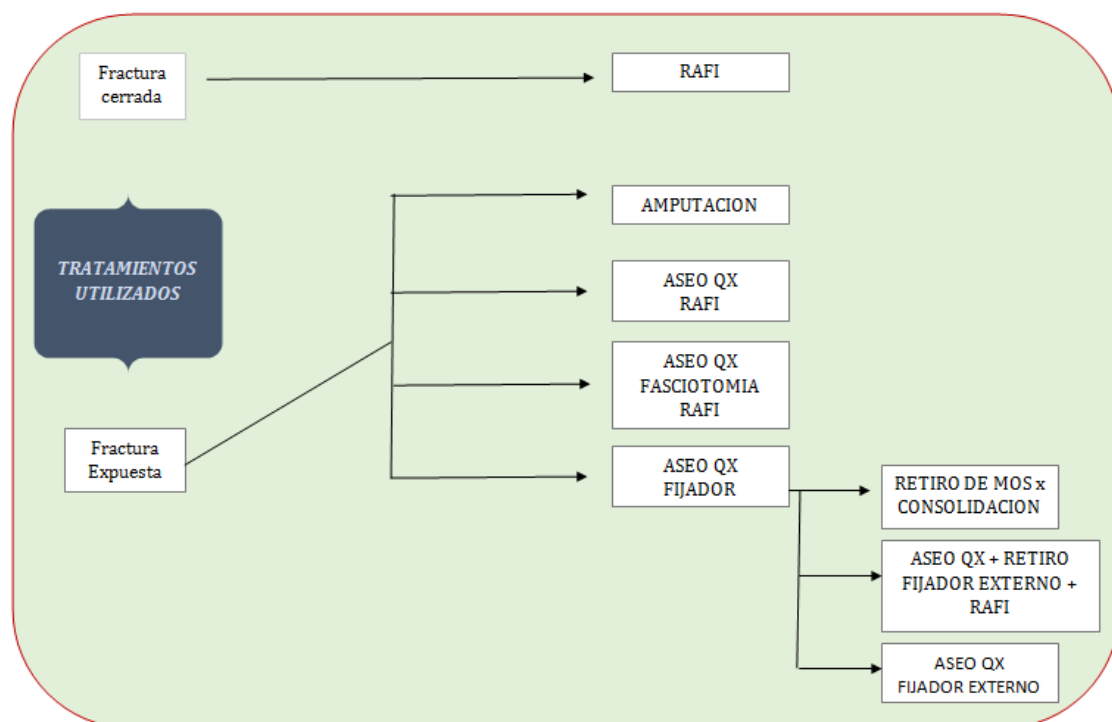 Fractura
cerrada
RAFI
TRATAMIENTOS
UTILIZADOS
AMPUTACION
ASEO QX
RAFI
ASEO QX
FASCIOTOMIA
RAFI
Fractura
Expuesta
ASEO QX
FIJADOR
RETIRO DE MOS x
CONSOLIDACION
ASEO QX + RETIRO
FIJADOR EXTERNO +
RAFI
ASEO QX
FIJADOR EXTERNO